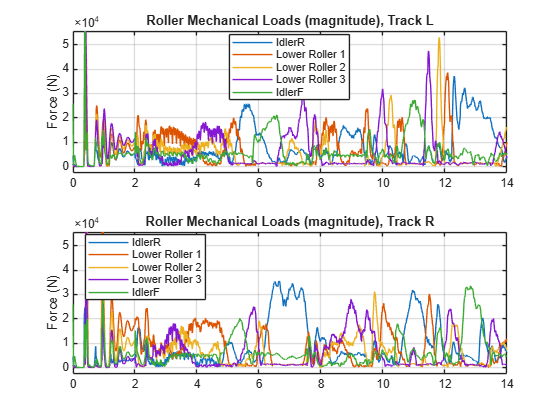 Roller Mechanical Loads (magnitude), Track L
×10⁴
Force (N)
5
4
3
2
1
0
IdlerR
Lower Roller 1
Lower Roller 2
Lower Roller 3
IdlerF
0 2 4 6 8 10 12 14
Roller Mechanical Loads (magnitude), Track R
×10⁴
Force (N)
5
4
3
2
1
0
IdlerR
Lower Roller 1
Lower Roller 2
Lower Roller 3
IdlerF
0 2 4 6 8 10 12 14